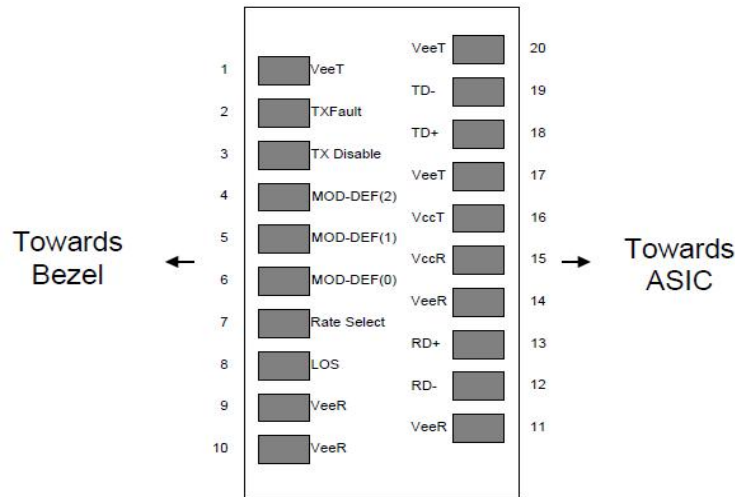 VeeT 20
1 VeeT
TD- 19
2 TXFault
TD+ 18
3 TX Disable
VeeT 17
4 MOD-DEF(2)
VccT 16
5 MOD-DEF(1)
Towards
Bezel
VccR 15
Towards
ASIC
6 MOD-DEF(0)
VeeR 14
7 Rate Select
RD+ 13
8 LOS
RD- 12
9 VeeR
VeeR 11
10 VeeR